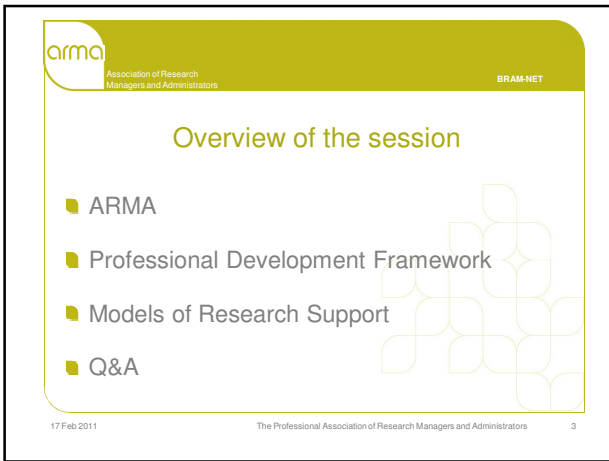 arma
Association of Research
Managers and Administrators
BRAM-NET
Overview of the session
ARMA
Professional Development Framework
Models of Research Support
Q&A
17 Feb 2011 The Professional Association of Research Managers and Administrators 3